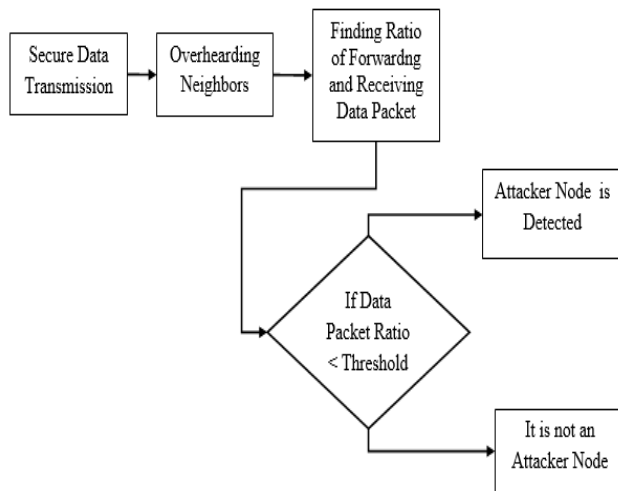 Secure Data
Transmission
Overhearding
Neighbors
Finding Ratio
of Forwardng
and Receiving
Data Packet
Attacker Node is
Detected
If Data
Packet Ratio
< Threshold
It is not an
Attacker Node